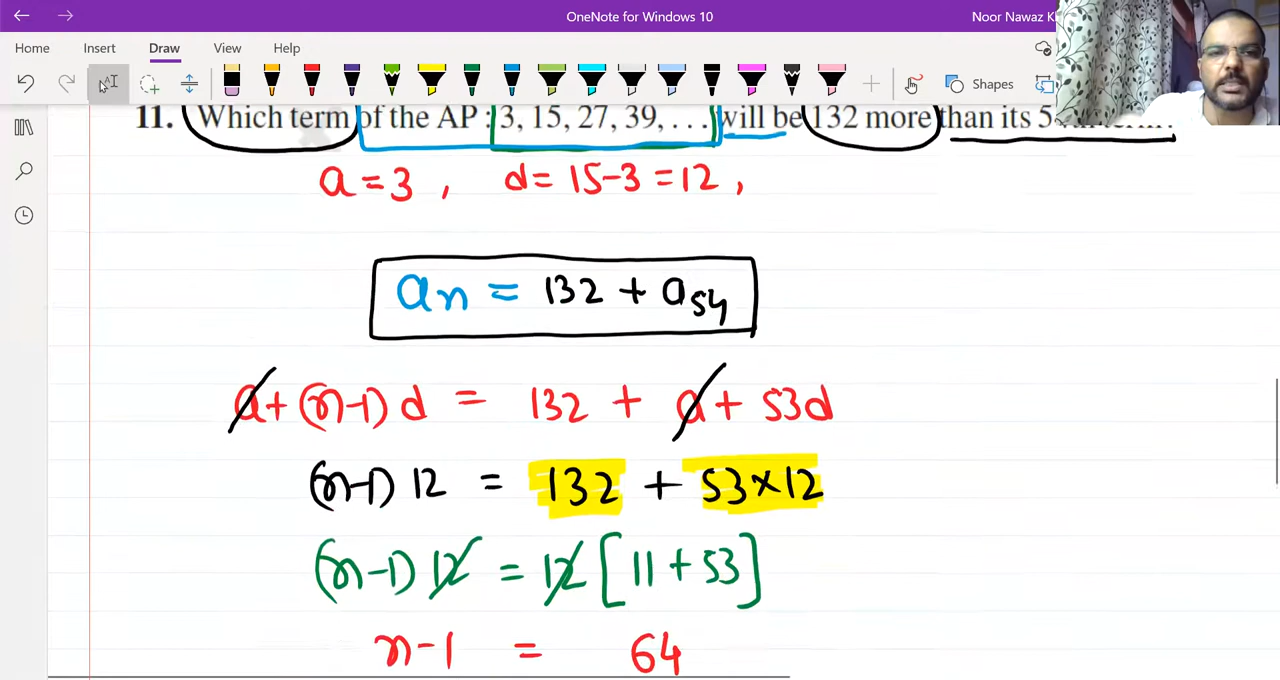 OneNote for Windows 10
Noor Nawaz
Home Insert Draw View Help
Shapes
11. Which term of the AP : 3, 15, 27, 39, . . . will be 132 more than its
a = 3 , d = 15-3 = 12 ,
an = 132 + a54
a + (n-1) d = 132 + a + 53d
(n-1) 12 = 132 + 53×12
(n-1) 12 = 12 [ 11 + 53 ]
n-1 = 64